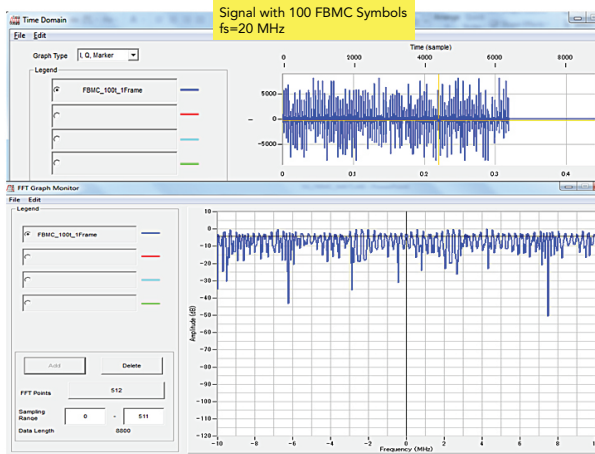 Signal with 100 FBMC Symbols
fs=20 MHz
Time Domain
File Edit
Graph Type I, Q, Marker
Legend
FBMC_100t_1Frame
Time (sample)
0 2000 4000 6000 8000
5000
0
-5000
I
0 0.1 0.2 0.3 0.4
FFT Graph Monitor
File Edit
Legend
FBMC_100t_1Frame
Add Delete
FFT Points 512
Sampling
Range 0 - 511
Data Length 8800
Amplitude (dB)
10
0
-10
-20
-30
-40
-50
-60
-70
-80
-90
-100
-110
-120
-10 -8 -6 -4 -2 0 2 4 6 8
Frequency (MHz)